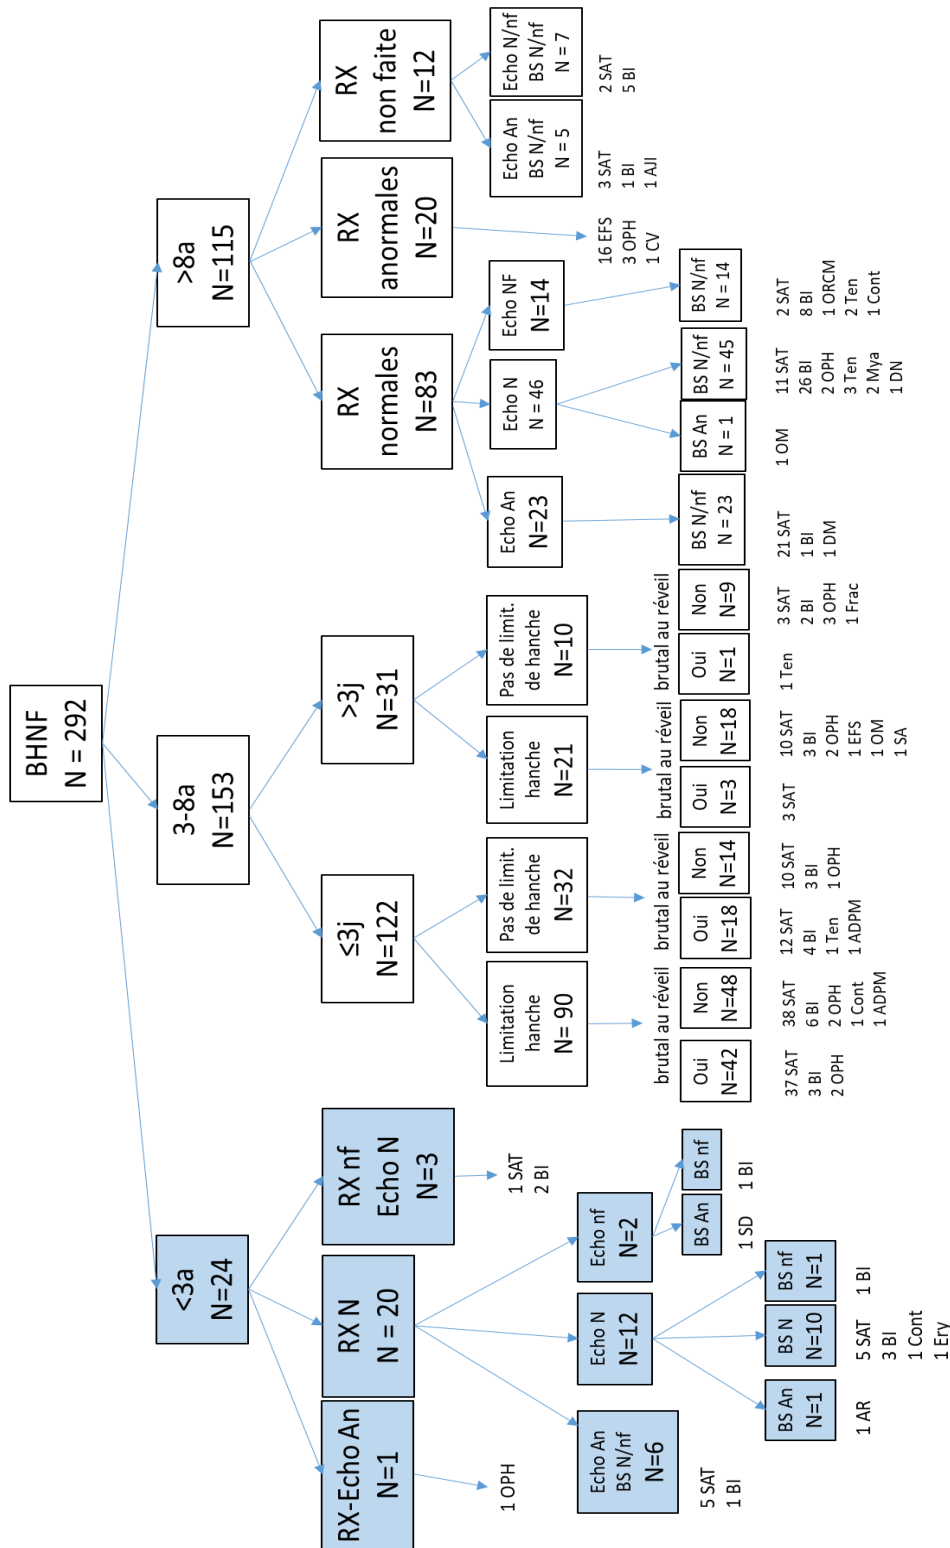 BHNF
N = 292
<3a
N=24
3-8a
N=153
>8a
N=115
RX-Echo An
N=1
RX N
N = 20
RX nf
Echo N
N=3
≤3j
N=122
>3j
N=31
RX
normales
N=83
RX
anormales
N=20
RX
non faite
N=12
1 OPH
1 SAT
2 BI
Echo An
BS N/nf
N=6
Echo N
N=12
Echo nf
N=2
Limitation
hanche
N= 90
Pas de limit.
de hanche
N=32
Limitation
hanche
N=21
Pas de limit.
de hanche
N=10
Echo An
N=23
Echo N
N = 46
Echo NF
N=14
16 EFS
3 OPH
1 CV
Echo An
BS N/nf
N = 5
Echo N/nf
BS N/nf
N = 7
3 SAT
1 BI
1 AJI
2 SAT
5 BI
5 SAT
1 BI
BS An
BS nf
1 SD
1 BI
brutal au réveil
brutal au réveil
brutal au réveil
brutal au réveil
Oui
N=42
Non
N=48
Oui
N=18
Non
N=14
Oui
N=3
Non
N=18
Oui
N=1
Non
N=9
BS N/nf
N = 23
BS An
N = 1
BS N/nf
N = 45
BS N/nf
N = 14
BS An
N=1
BS N
N=10
BS nf
N=1
1 AR
5 SAT
3 BI
1 Cont
1 Ery
1 BI
37 SAT
3 BI
2 OPH
38 SAT
6 BI
2 OPH
1 Cont
1 ADPM
12 SAT
4 BI
1 Ten
1 ADPM
10 SAT
3 BI
1 OPH
3 SAT
10 SAT
3 BI
2 OPH
1 EFS
1 OM
1 SA
1 Ten
3 SAT
2 BI
3 OPH
1 Frac
21 SAT
1 BI
1 DM
1 OM
11 SAT
26 BI
2 OPH
3 Ten
2 Mya
1 DN
2 SAT
8 BI
1 ORCM
2 Ten
1 Cont